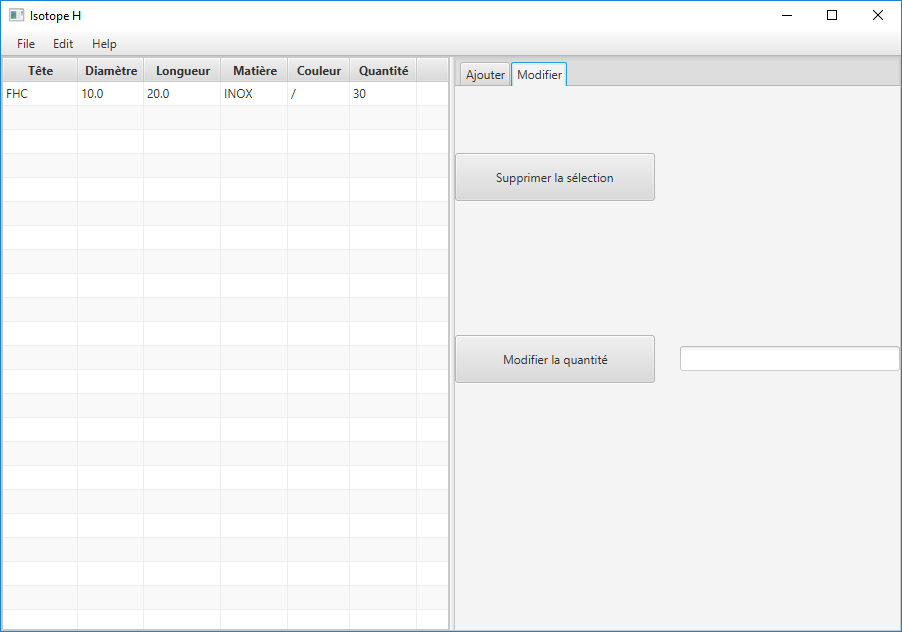 Isotope H
File Edit Help
Tête Diamètre Longueur Matière Couleur Quantité
FHC 10.0 20.0 INOX / 30
Ajouter Modifier
Supprimer la sélection
Modifier la quantité